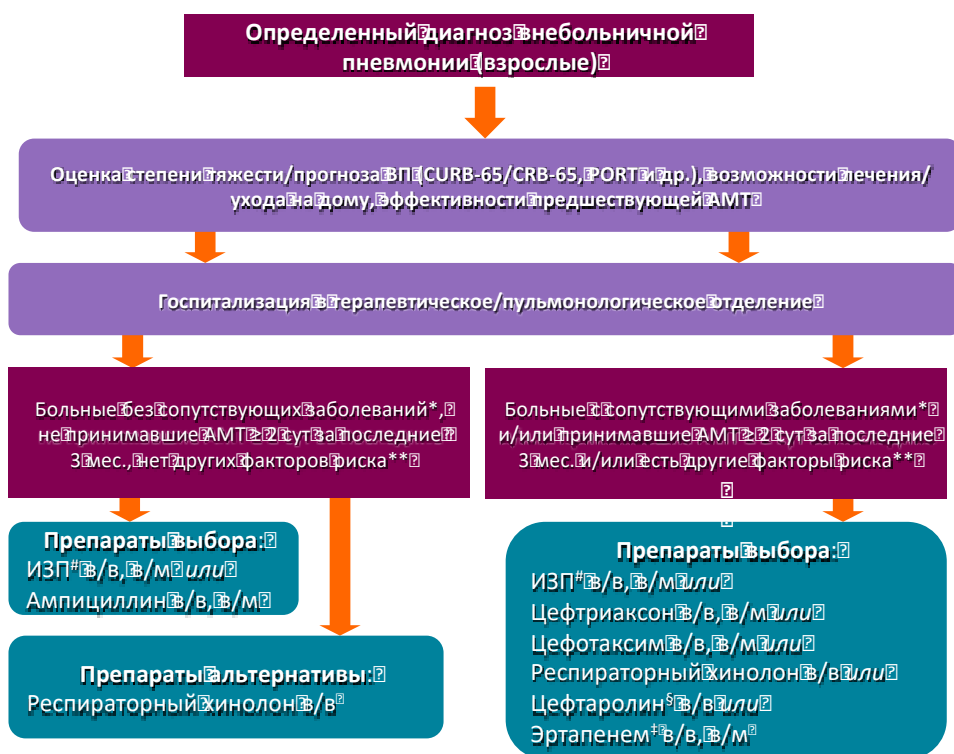 Определенный диагноз внебольничной
пневмонии (взрослые)
Оценка степени тяжести/прогноза ВП (CURB-65/CRB-65, PORT и др.), возможности лечения/
ухода на дому, эффективности предшествующей АМТ
Госпитализация в терапевтическое/пульмонологическое отделение
Больные без сопутствующих заболеваний*,
не принимавшие АМТ ≥ 2 сут за последние
3 мес., нет других факторов риска**
Больные с сопутствующими заболеваниями*
и/или принимавшие АМТ ≥ 2 сут за последние
3 мес. и/или есть другие факторы риска**
Препараты выбора:
ИЗП# в/в, в/м или
Ампициллин в/в, в/м
Препараты альтернативы:
Респираторный хинолон в/в
Препараты выбора:
ИЗП# в/в, в/м или
Цефтриаксон в/в, в/м или
Цефотаксим в/в, в/м или
Респираторный хинолон в/в или
Цефтаролин§ в/в или
Эртапенем‡ в/в, в/м